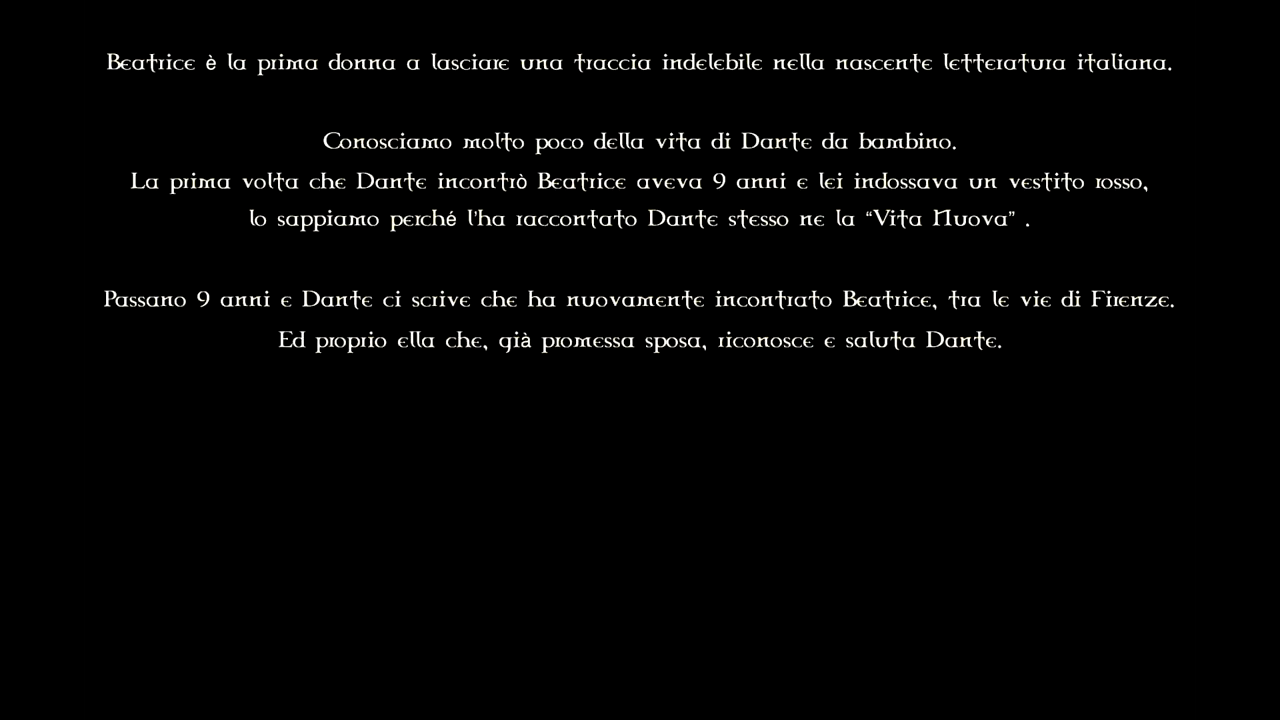 Beatrice è la prima donna a lasciare una traccia indelebile nella nascente letteratura italiana.
Conosciamo molto poco della vita di Dante da bambino.
La prima volta che Dante incontrò Beatrice aveva 9 anni e lei indossava un vestito rosso,
lo sappiamo perché l'ha raccontato Dante stesso ne la “Vita Nuova” .
Passano 9 anni e Dante ci scrive che ha nuovamente incontrato Beatrice, tra le vie di Firenze.
Ed proprio ella che, già promessa sposa, riconosce e saluta Dante.